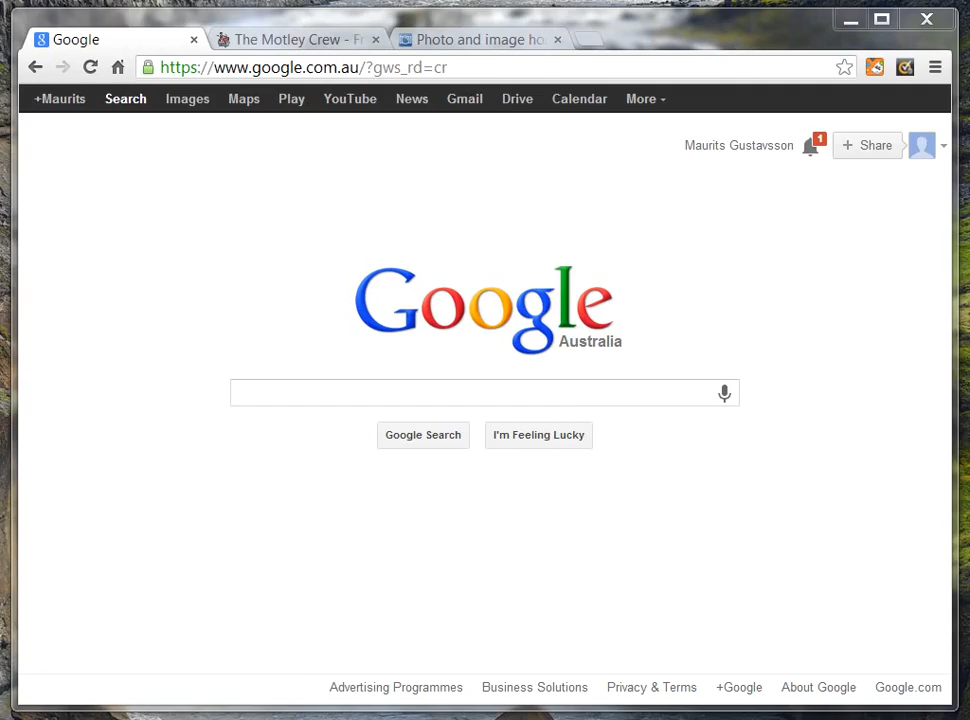 Google
The Motley Crew - Fr
Photo and image ho
https://www.google.com.au/?gws_rd=cr
+Maurits Search Images Maps Play YouTube News Gmail Drive Calendar More
Maurits Gustavsson 1 + Share
Google
Australia
Google Search I'm Feeling Lucky
Advertising Programmes Business Solutions Privacy & Terms +Google About Google Google.com